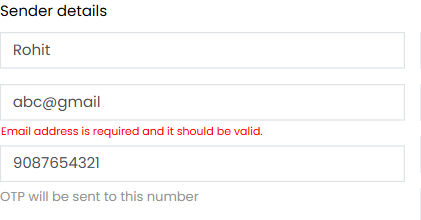 Sender details
Rohit
abc@gmail
Email address is required and it should be valid.
9087654321
OTP will be sent to this number